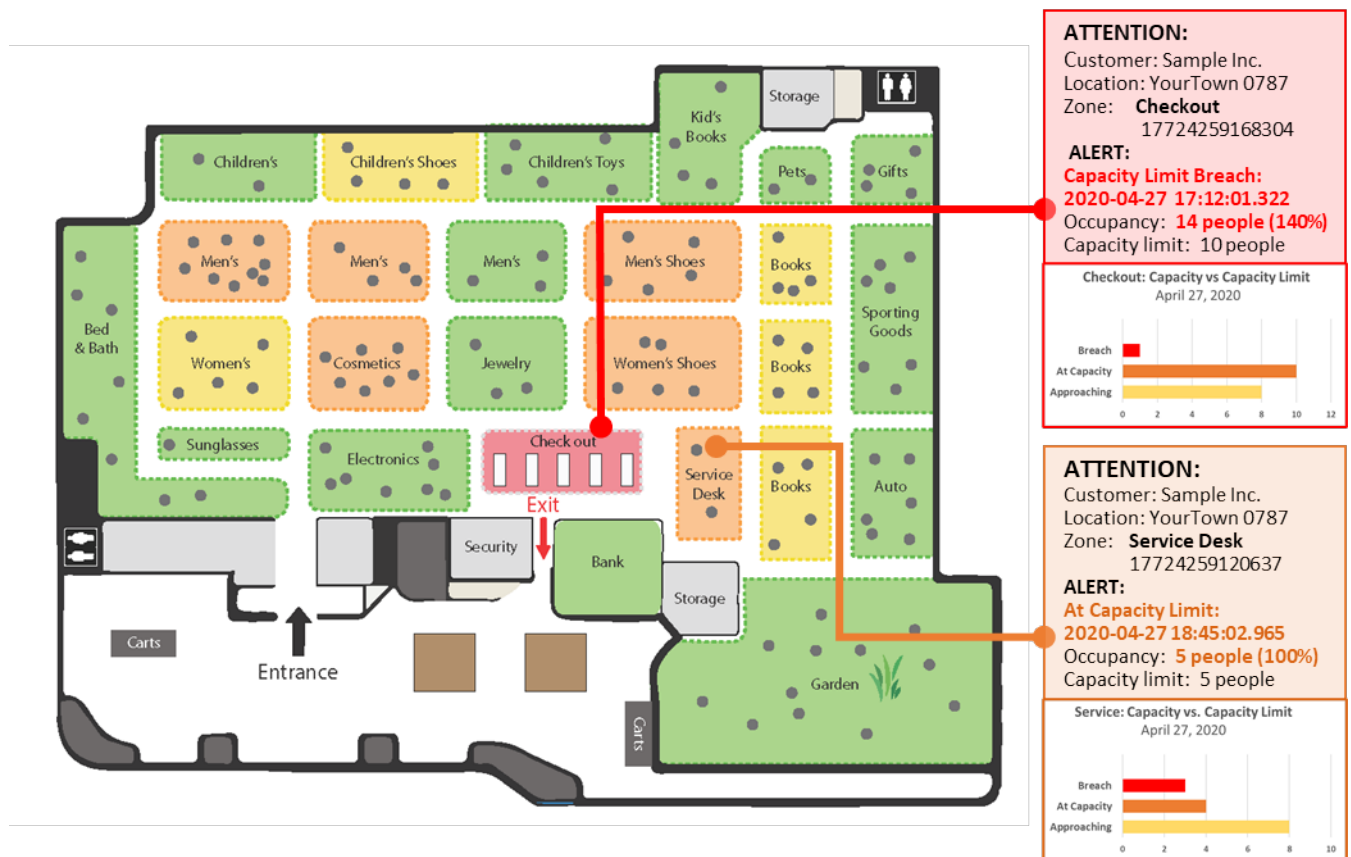 Storage
Kid's
Books
Children's
Children's Shoes
Children's Toys
Pets
Gifts
Men's
Men's
Men's
Men's Shoes
Books
Sporting
Goods
Bed
& Bath
Women's
Cosmetics
Jewelry
Women's Shoes
Books
Sunglasses
Electronics
Check out
Service
Desk
Books
Auto
Exit
Security
Bank
Storage
Carts
Entrance
Garden
Carts
ATTENTION:
Customer: Sample Inc.
Location: YourTown 0787
Zone: Checkout
17724259168304
ALERT:
Capacity Limit Breach:
2020-04-27 17:12:01.322
Occupancy: 14 people (140%)
Capacity limit: 10 people
Checkout: Capacity vs Capacity Limit
April 27, 2020
Breach
At Capacity
Approaching
0 2 4 6 8 10 12
ATTENTION:
Customer: Sample Inc.
Location: YourTown 0787
Zone: Service Desk
17724259120637
ALERT:
At Capacity Limit:
2020-04-27 18:45:02.965
Occupancy: 5 people (100%)
Capacity limit: 5 people
Service: Capacity vs. Capacity Limit
April 27, 2020
Breach
At Capacity
Approaching
0 2 4 6 8 10